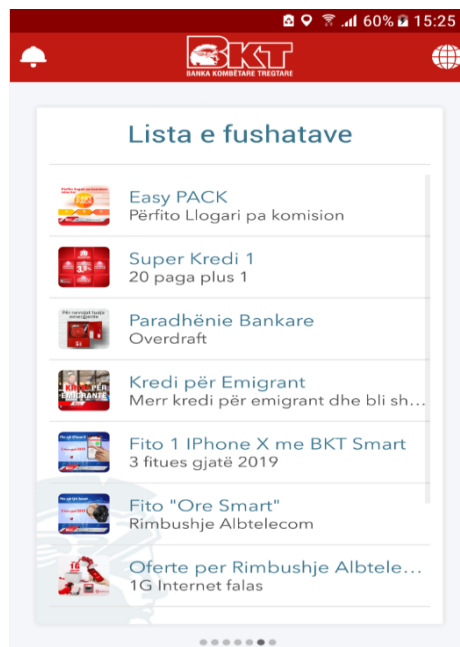 60% 15:25
BKT
BANKA KOMBËTARE TREGTARE
Lista e fushatave
Easy PACK
Përfito Llogari pa komision
Super Kredi 1
20 paga plus 1
Paradhënie Bankare
Overdraft
Kredi për Emigrant
Merr kredi për emigrant dhe bli sh...
Fito 1 IPhone X me BKT Smart
3 fitues gjatë 2019
Fito "Ore Smart"
Rimbushje Albtelecom
Oferte per Rimbushje Albtele...
1G Internet falas